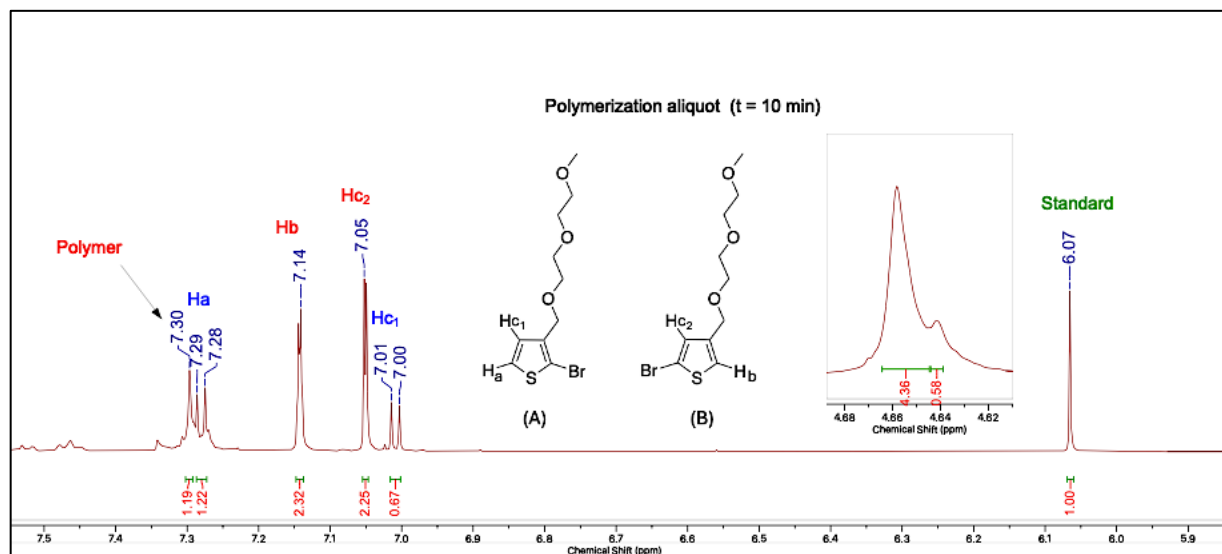 Polymerization aliquot (t = 10 min)
Polymer
Ha
Hb
Hc2
Hc1
Standard
7.30
7.29
7.28
7.14
7.05
7.01
7.00
6.07
O
O
O
Hc1
Ha
S
Br
(A)
O
O
O
Hc2
Br
S
Hb
(B)
4.36
0.58
4.68
4.66
4.64
4.62
Chemical Shift (ppm)
1.19
1.22
2.32
2.25
0.67
1.00
7.5 7.4 7.3 7.2 7.1 7.0 6.9 6.8 6.7 6.6 6.5 6.4 6.3 6.2 6.1 6.0 5.9
Chemical Shift (ppm)